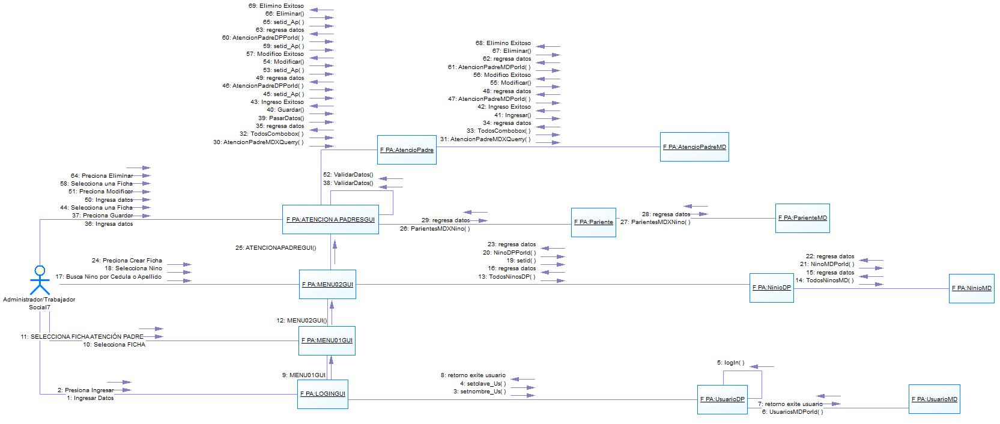 69: Elimino Exitoso
66: Eliminar()
65: setid_Ap( )
63: regresa datos
60: AtencionPadreDPPorId( )
59: setid_Ap( )
57: Modifico Exitoso
54: Modificar()
53: setid_Ap( )
49: regresa datos
46: AtencionPadreDPPorId( )
45: setid_Ap( )
43: Ingreso Exitoso
40: Guardar()
39: PasarDatos()
35: regresa datos
32: TodosCombobox( )
30: AtencionPadreMDXQuerry( )
68: Elimino Exitoso
67: Eliminar()
62: regresa datos
61: AtencionPadreMDPorId( )
56: Modifico Exitoso
55: Modificar()
48: regresa datos
47: AtencionPadreMDPorId( )
42: Ingreso Exitoso
41: Ingresar()
34: regresa datos
33: TodosCombobox( )
31: AtencionPadreMDXQuerry( )
F PA:AtencioPadre
F PA:AtencioPadreMD
64: Preciona Eliminar
58: Selecciona una Ficha
51: Preciona Modificar
50: Ingresa datos
44: Selecciona una Ficha
37: Preciona Guardar
36: Ingresa datos
52: ValidarDatos()
38: ValidarDatos()
F PA:ATENCION A PADRESGUI
29: regresa datos
26: ParientesMDXNino( )
F PA:Pariente
28: regresa datos
27: ParientesMDXNino( )
F PA:ParienteMD
25: ATENCIONAPADREGUI()
24: Preciona Crear Ficha
18: Selecciona Nino
17: Busca Nino por Cedula o Apellido
F PA:MENU02GUI
23: regresa datos
20: NinoDPPorId( )
19: setid( )
16: regresa datos
13: TodosNinosDP( )
F PA:NinioDP
22: regresa datos
21: NinoMDPorId( )
15: regresa datos
14: TodosNinosMD( )
F PA:NinioMD
Administrador/Trabajador
Social7
12: MENU02GUI()
11: SELECCIONA FICHA ATENCIÓN PADRE
10: Selecciona FICHA
F PA:MENU01GUI
9: MENU01GUI
2: Presiona Ingresar
1: Ingresar Datos
F PA:LOGINGUI
8: retorno exite usuario
4: setclave_Us( )
3: setnombre_Us( )
5: logIn( )
F PA:UsuarioDP
7: retorno exite usuario
6: UsuariosMDPorId( )
F PA:UsuarioMD